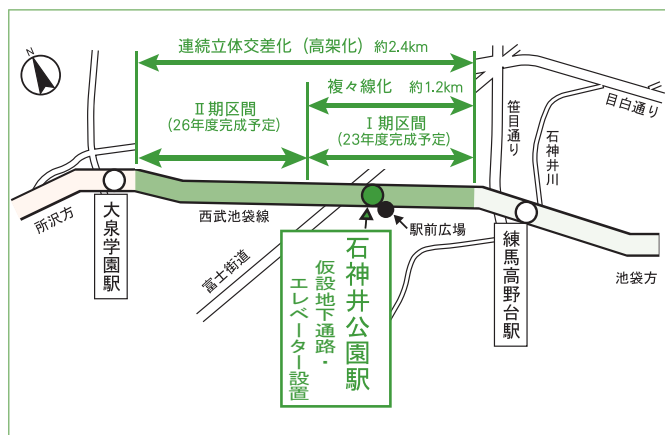 連続立体交差化（高架化）約2.4km
複々線化 約1.2km
Ⅱ期区間
（26年度完成予定）
Ⅰ期区間
（23年度完成予定）
N
笹目通り
目白通り
石神井川
所沢方
大泉学園駅
西武池袋線
富士街道
駅前広場
石神井公園駅
仮設地下通路・
エレベーター設置
練馬高野台駅
池袋方